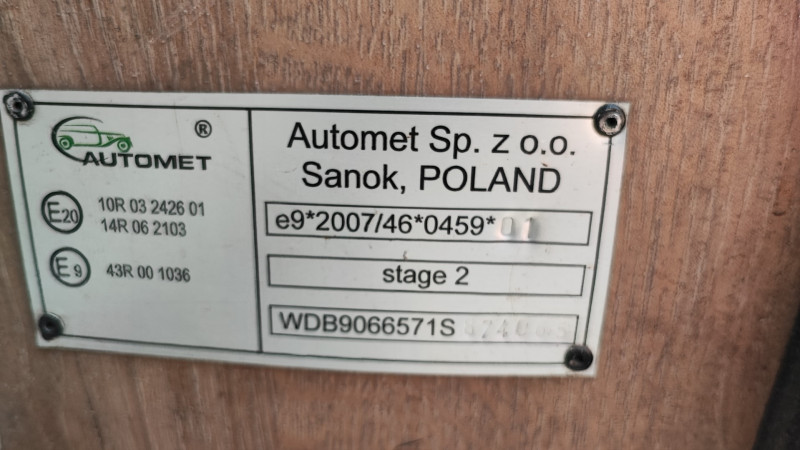 AUTOMET ®
E20
10R 03 2426 01
14R 06 2103
E9
43R 00 1036
Automet Sp. z o.o.
Sanok, POLAND
e9*2007/46*0459*01
stage 2
WDB9066571S